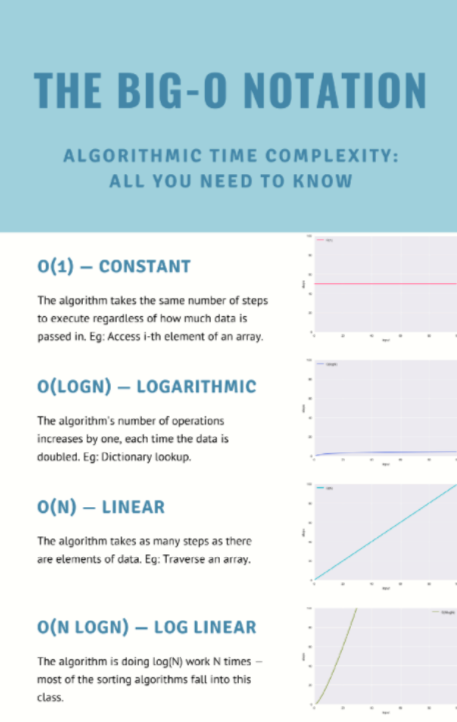 THE BIG-O NOTATION
ALGORITHMIC TIME COMPLEXITY:
ALL YOU NEED TO KNOW
O(1) — CONSTANT
The algorithm takes the same number of steps
to execute regardless of how much data is
passed in. Eg: Access i-th element of an array.
O(LOGN) — LOGARITHMIC
The algorithm's number of operations
increases by one, each time the data is
doubled. Eg: Dictionary lookup.
O(N) — LINEAR
The algorithm takes as many steps as there
are elements of data. Eg: Traverse an array.
O(N LOGN) — LOG LINEAR
The algorithm is doing log(N) work N times —
most of the sorting algorithms fall into this
class.